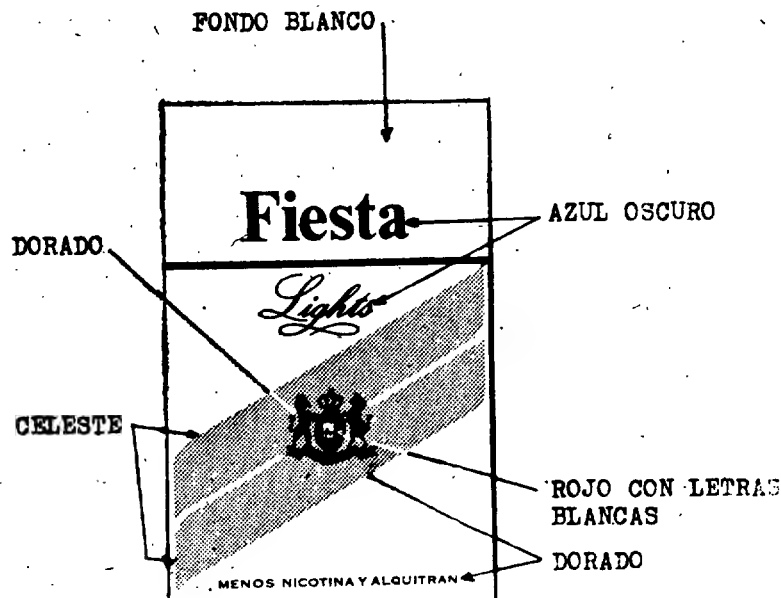 FONDO BLANCO
Fiesta
AZUL OSCURO
DORADO
Lights
CELESTE
ROJO CON LETRAS
BLANCAS
DORADO
MENOS NICOTINA Y ALQUITRAN